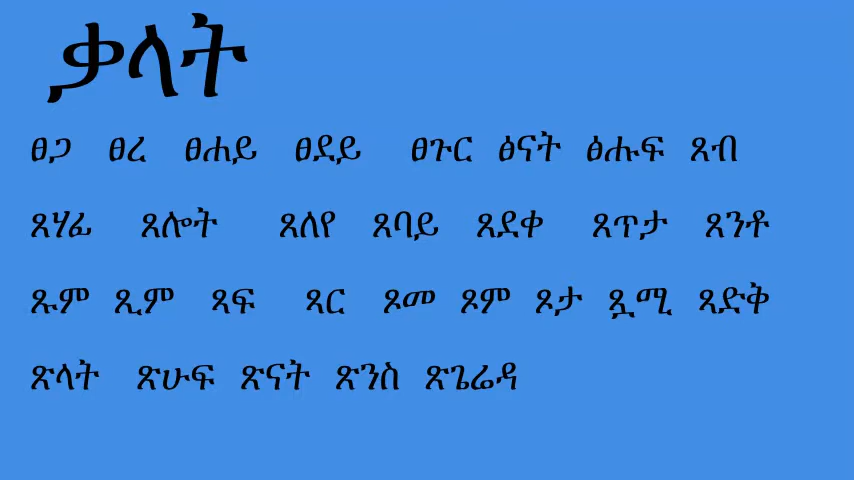 ቃላት
ፀጋ ፀረ ፀሐይ ፀደይ ፀጉር ፅናት ፅሑፍ ጸብ
ጸሃፊ ጸሎት ጸለየ ጸባይ ጸደቀ ጸጥታ ጸንቶ
ጹም ጺም ጻፍ ጻር ጾመ ጾም ጾታ ጿሚ ጻድቅ
ጽላት ጽሁፍ ጽናት ጽንስ ጽጌሬዳ